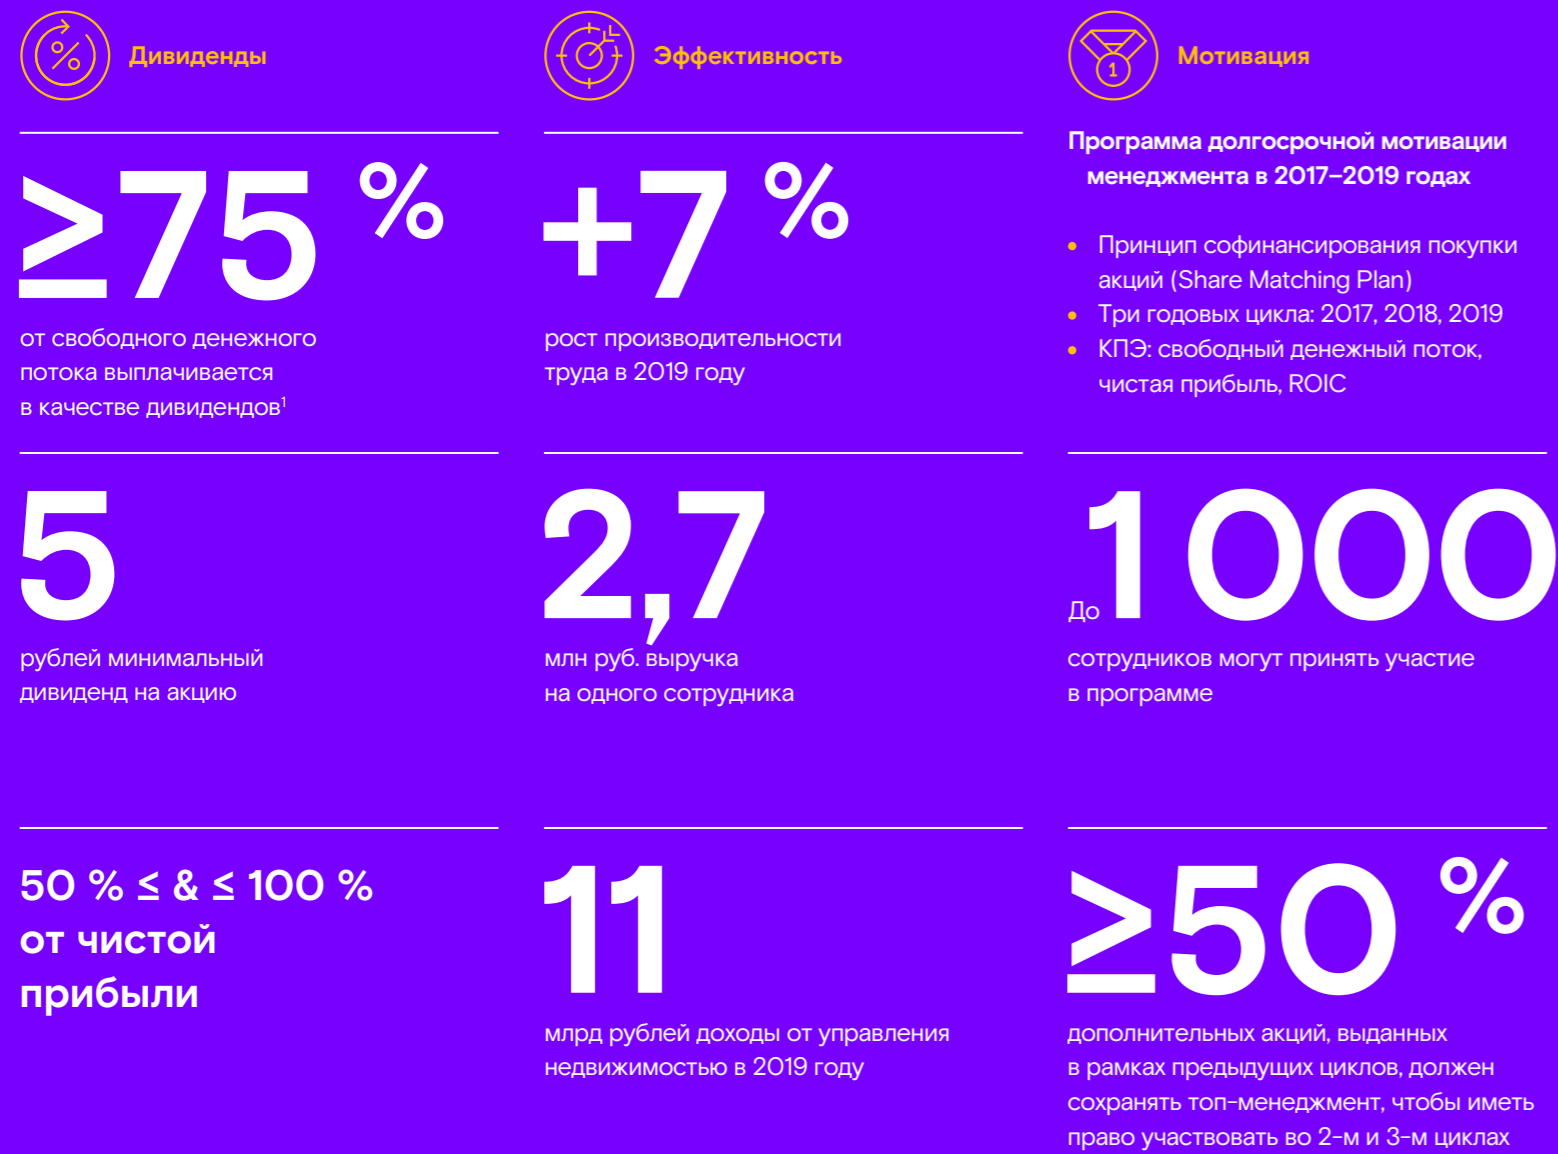 Дивиденды
≥75 %
от свободного денежного
потока выплачивается
в качестве дивидендов¹
5
рублей минимальный
дивиденд на акцию
50 % ≤ & ≤ 100 %
от чистой
прибыли
Эффективность
+7 %
рост производительности
труда в 2019 году
2,7
млн руб. выручка
на одного сотрудника
11
млрд рублей доходы от управления
недвижимостью в 2019 году
Мотивация
1
Программа долгосрочной мотивации
менеджмента в 2017–2019 годах
• Принцип софинансирования покупки
акций (Share Matching Plan)
• Три годовых цикла: 2017, 2018, 2019
• КПЭ: свободный денежный поток,
чистая прибыль, ROIC
До 1 000
сотрудников могут принять участие
в программе
≥50 %
дополнительных акций, выданных
в рамках предыдущих циклов, должен
сохранять топ-менеджмент, чтобы иметь
право участвовать во 2-м и 3-м циклах